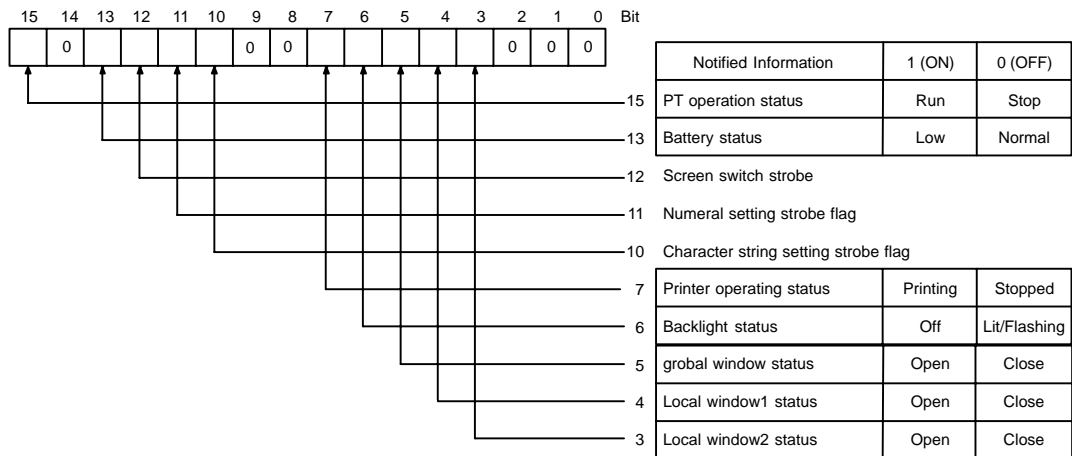 15 14 13 12 11 10 9 8 7 6 5 4 3 2 1 0 Bit
0 0 0 0 0 0
Notified Information 1 (ON) 0 (OFF)
15 PT operation status Run Stop
13 Battery status Low Normal
12 Screen switch strobe
11 Numeral setting strobe flag
10 Character string setting strobe flag
7 Printer operating status Printing Stopped
6 Backlight status Off Lit/Flashing
5 grobal window status Open Close
4 Local window1 status Open Close
3 Local window2 status Open Close